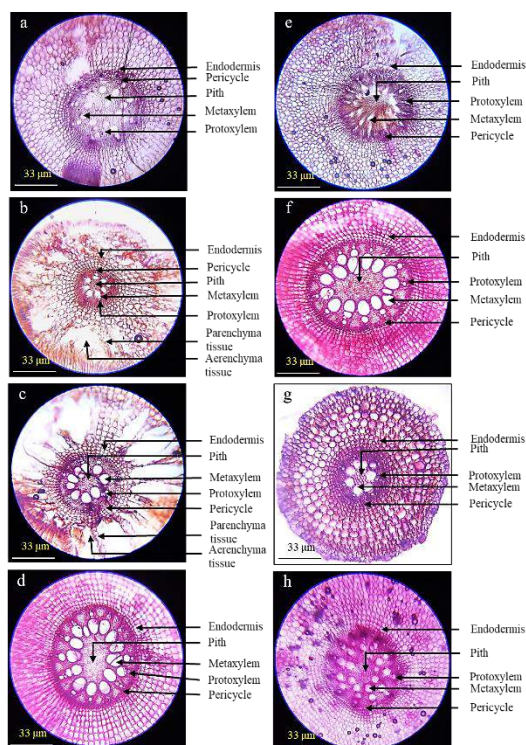 a
Endodermis
Pericycle
Pith
Metaxylem
Protoxylem
33 µm
b
Endodermis
Pericycle
Pith
Metaxylem
Protoxylem
Parenchyma
tissue
Aerenchyma
tissue
33 µm
c
Endodermis
Pith
Metaxylem
Protoxylem
Pericycle
Parenchyma
tissue
Aerenchyma
tissue
33 µm
d
Endodermis
Pith
Metaxylem
Protoxylem
Pericycle
33 µm
e
Endodermis
Pith
Protoxylem
Metaxylem
Pericycle
33 µm
f
Endodermis
Pith
Protoxylem
Metaxylem
Pericycle
33 µm
g
Endodermis
Pith
Protoxylem
Metaxylem
Pericycle
33 µm
h
Endodermis
Pith
Protoxylem
Metaxylem
Pericycle
33 µm